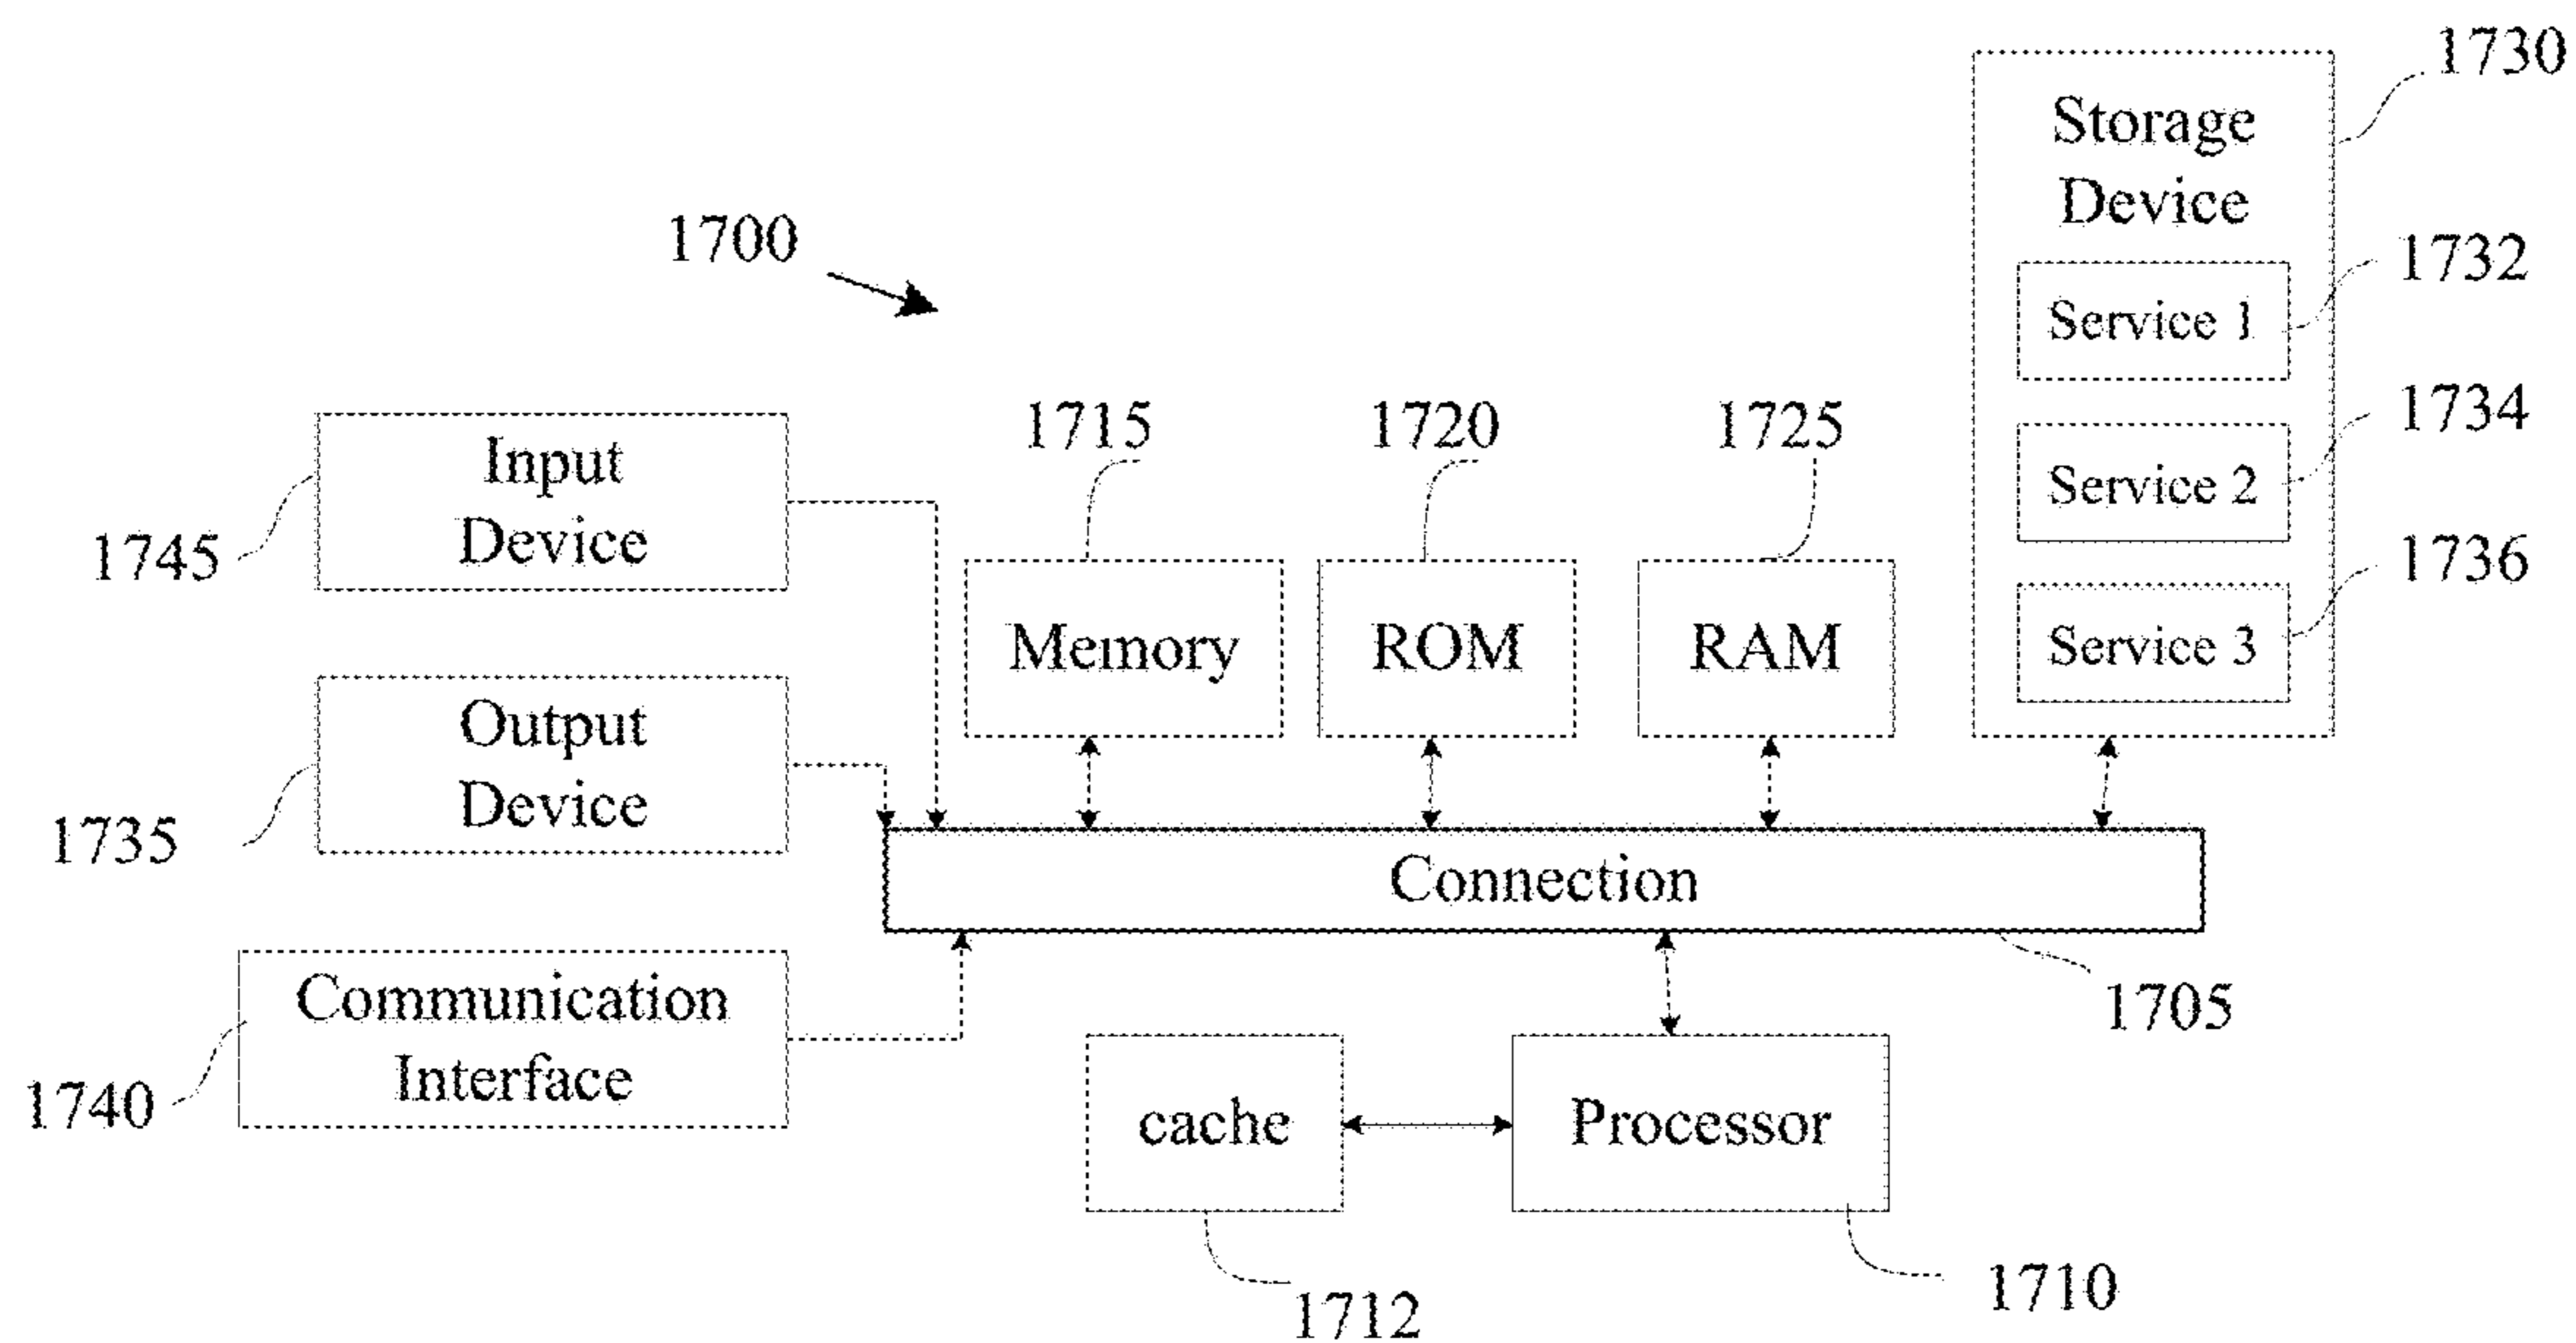 1730
Storage
Device
1700
1732
Service 1
1715
1720
1725
1734
Input
Device
Service 2
1745
1736
Memory
ROM
RAM
Service 3
Output
Device
1735
Connection
Communication
Interface
1705
1740
cache
Processor
1710
1712